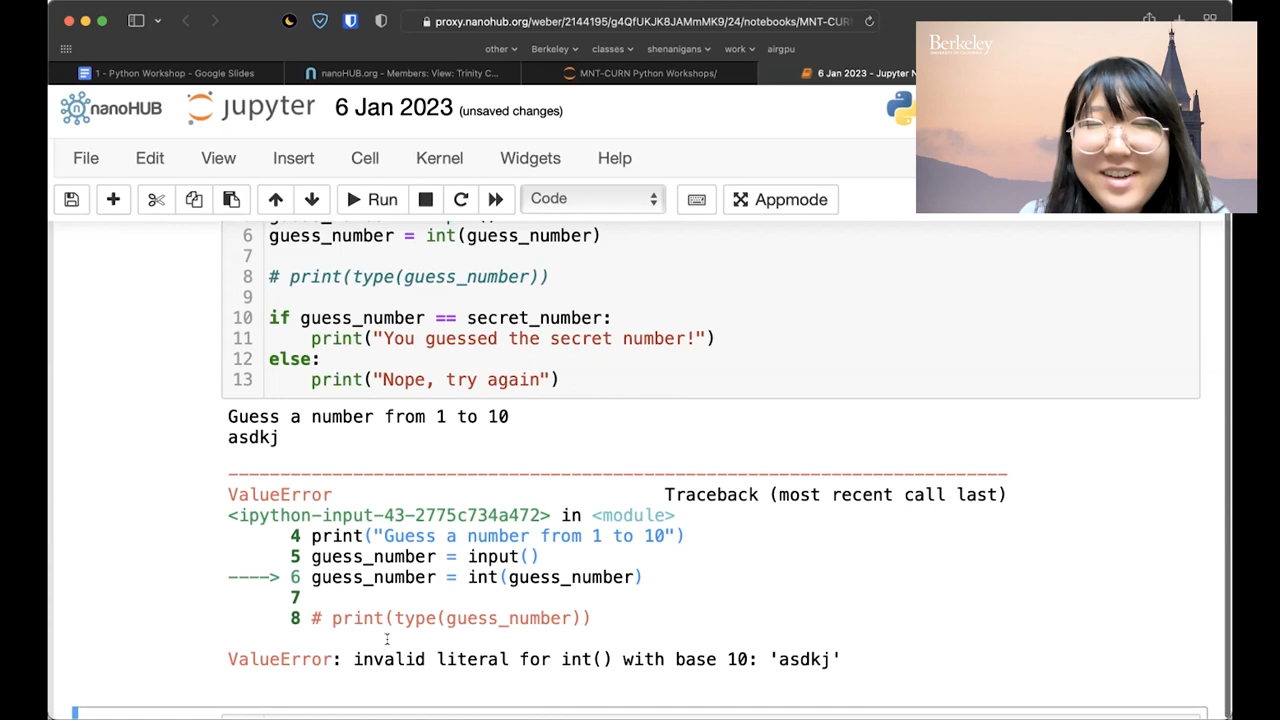 proxy.nanohub.org/weber/2144195/g4QfUKJK8JAmMmMK9/24/notebooks/MNT-CURN
other Berkeley classes shenanigans work airgpu
1 - Python Workshop - Google Slides
nanoHUB.org - Members: View: Trinity C...
MNT-CURN Python Workshops/
6 Jan 2023 - Jupyter N
Berkeley
nanoHUB jupyter 6 Jan 2023 (unsaved changes)
File Edit View Insert Cell Kernel Widgets Help
Run Code Appmode
6 guess_number = int(guess_number)
7
8 # print(type(guess_number))
9
10 if guess_number == secret_number:
11 print("You guessed the secret number!")
12 else:
13 print("Nope, try again")
Guess a number from 1 to 10
asdkj
---------------------------------------------------------------------------
ValueError Traceback (most recent call last)
<ipython-input-43-2775c734a472> in <module>
4 print("Guess a number from 1 to 10")
5 guess_number = input()
----> 6 guess_number = int(guess_number)
7
8 # print(type(guess_number))
ValueError: invalid literal for int() with base 10: 'asdkj'